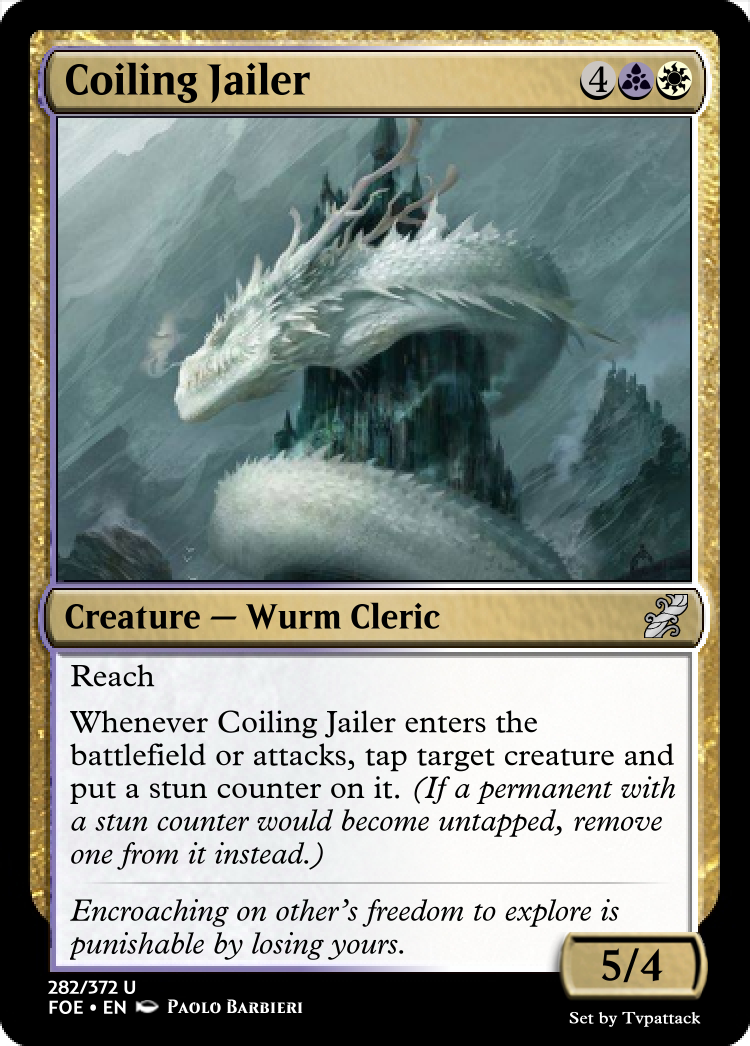 Coiling Jailer 4
Creature — Wurm Cleric
Reach
Whenever Coiling Jailer enters the
battlefield or attacks, tap target creature and
put a stun counter on it. (If a permanent with
a stun counter would become untapped, remove
one from it instead.)
Encroaching on other's freedom to explore is
punishable by losing yours.
5/4
282/372 U
FOE • EN Paolo Barbieri
Set by Tvpattack